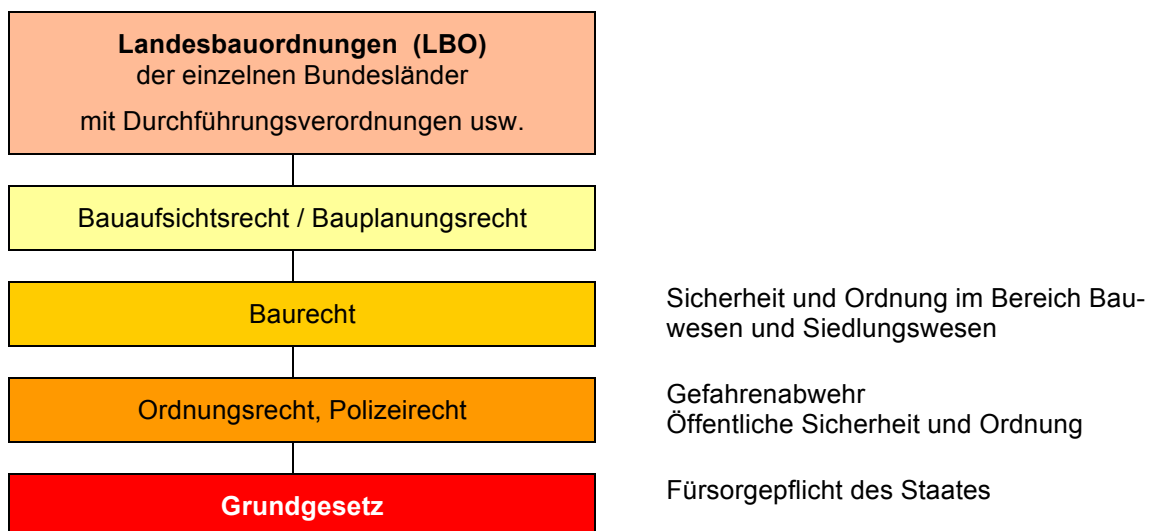 Landesbauordnungen (LBO)
der einzelnen Bundesländer
mit Durchführungsverordnungen usw.
Bauaufsichtsrecht / Bauplanungsrecht
Baurecht
Sicherheit und Ordnung im Bereich Bau-
wesen und Siedlungswesen
Ordnungsrecht, Polizeirecht
Gefahrenabwehr
Öffentliche Sicherheit und Ordnung
Grundgesetz
Fürsorgepflicht des Staates